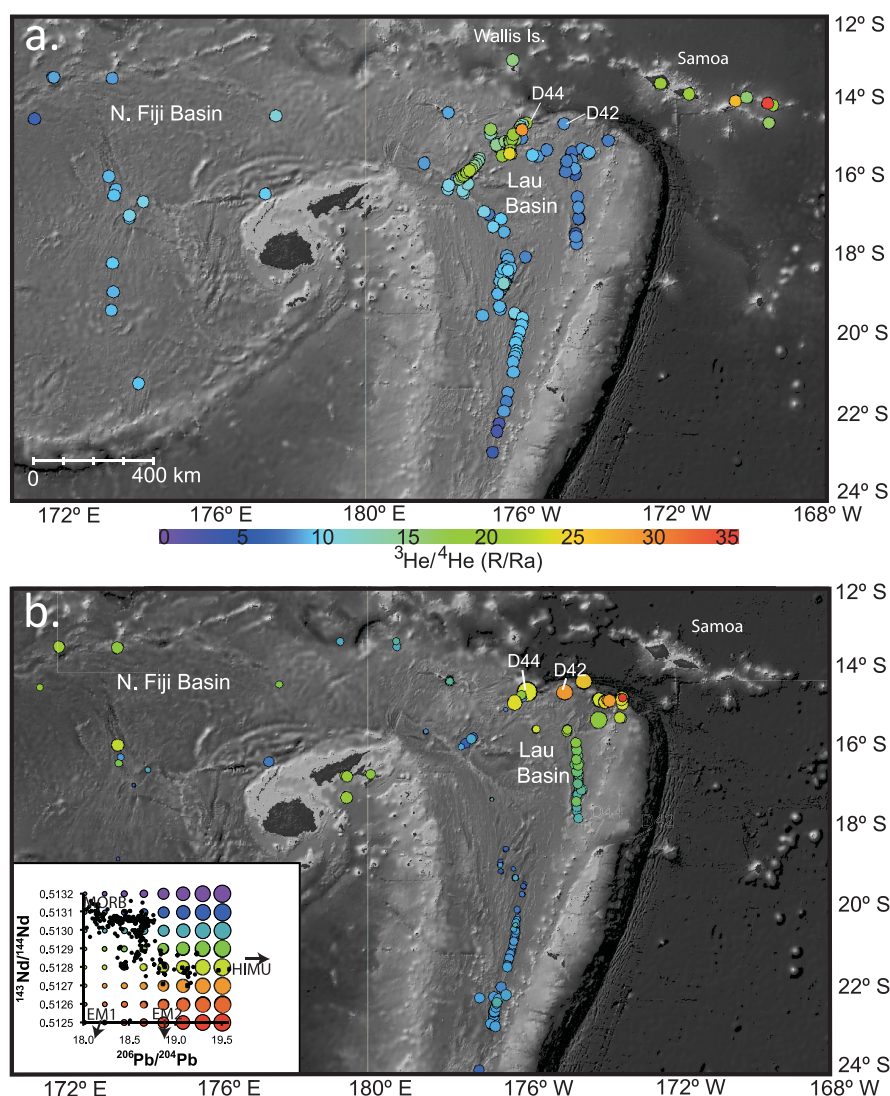 a.
Wallis Is.
Samoa
D44
D42
N. Fiji Basin
Lau
Basin
12º S
14º S
16º S
18º S
20º S
22º S
24º S
0 400 km
172º E 176º E 180º E 176º W 172º W 168º W
0 5 10 15 20 25 30 35
³He/⁴He (R/Ra)
b.
Samoa
D44
D42
N. Fiji Basin
Lau
Basin
12º S
14º S
16º S
18º S
20º S
22º S
24º S
0.5132
0.5131
0.5130
0.5129
0.5128
0.5127
0.5126
0.5125
¹⁴³Nd/¹⁴⁴Nd
MORB
HIMU
EM1
EM2
18.0 18.5 19.0 19.5
²⁰⁶Pb/²⁰⁴Pb
172º E 176º E 180º E 176º W 172º W 168º W